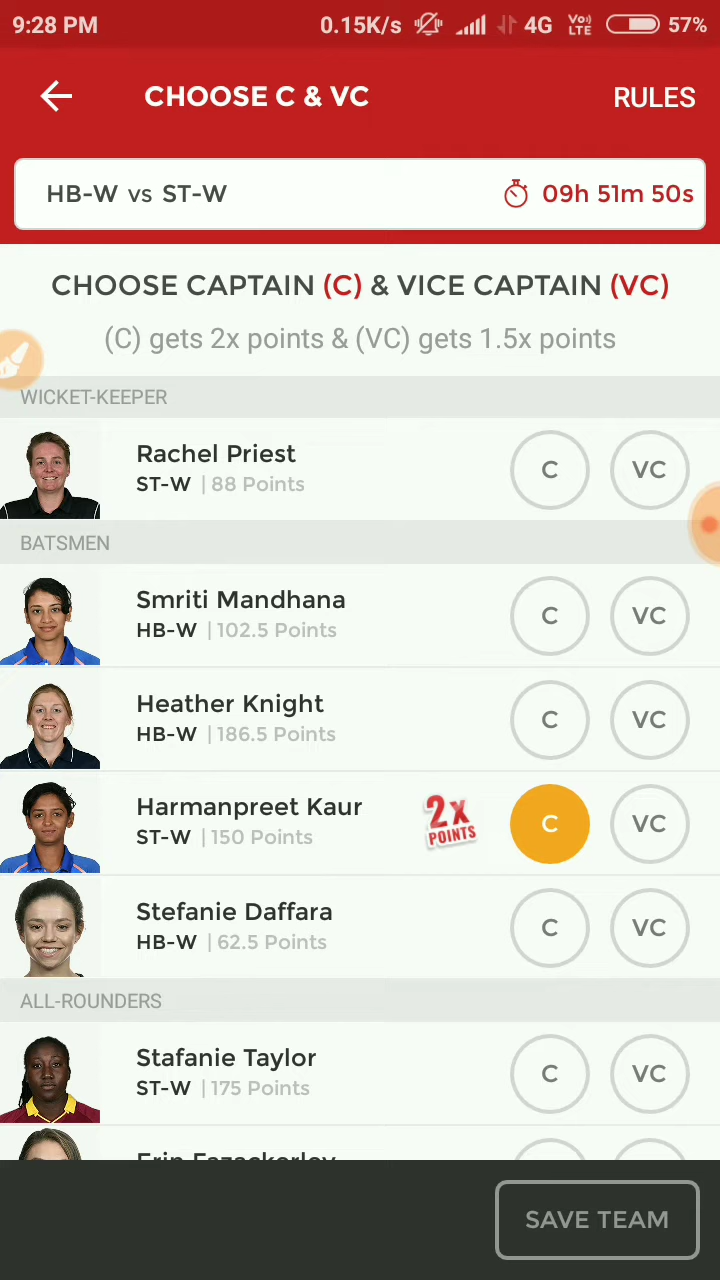 9:28 PM 0.15K/s 4G Vo) LTE 57%
CHOOSE C & VC RULES
HB-W vs ST-W 09h 51m 50s
CHOOSE CAPTAIN (C) & VICE CAPTAIN (VC)
(C) gets 2x points & (VC) gets 1.5x points
WICKET-KEEPER
Rachel Priest
ST-W | 88 Points
C VC
BATSMEN
Smriti Mandhana
HB-W | 102.5 Points
C VC
Heather Knight
HB-W | 186.5 Points
C VC
Harmanpreet Kaur
ST-W | 150 Points
2x POINTS
C VC
Stefanie Daffara
HB-W | 62.5 Points
C VC
ALL-ROUNDERS
Stafanie Taylor
ST-W | 175 Points
C VC
SAVE TEAM